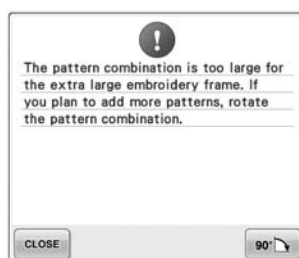 The pattern combination is too large for
the extra large embroidery frame. If
you plan to add more patterns, rotate
the pattern combination.
CLOSE
90°